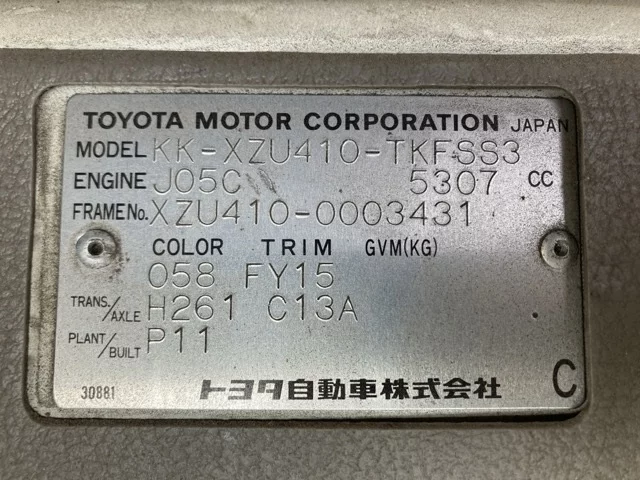 TOYOTA MOTOR CORPORATION JAPAN
MODEL KK-XZU410-TKFSS3
ENGINE J05C 5307 CC
FRAME No. XZU410-0003431
COLOR TRIM GVM(KG)
058 FY15
TRANS./AXLE H261 C13A
PLANT/BUILT P11
30881 トヨタ自動車株式会社 C